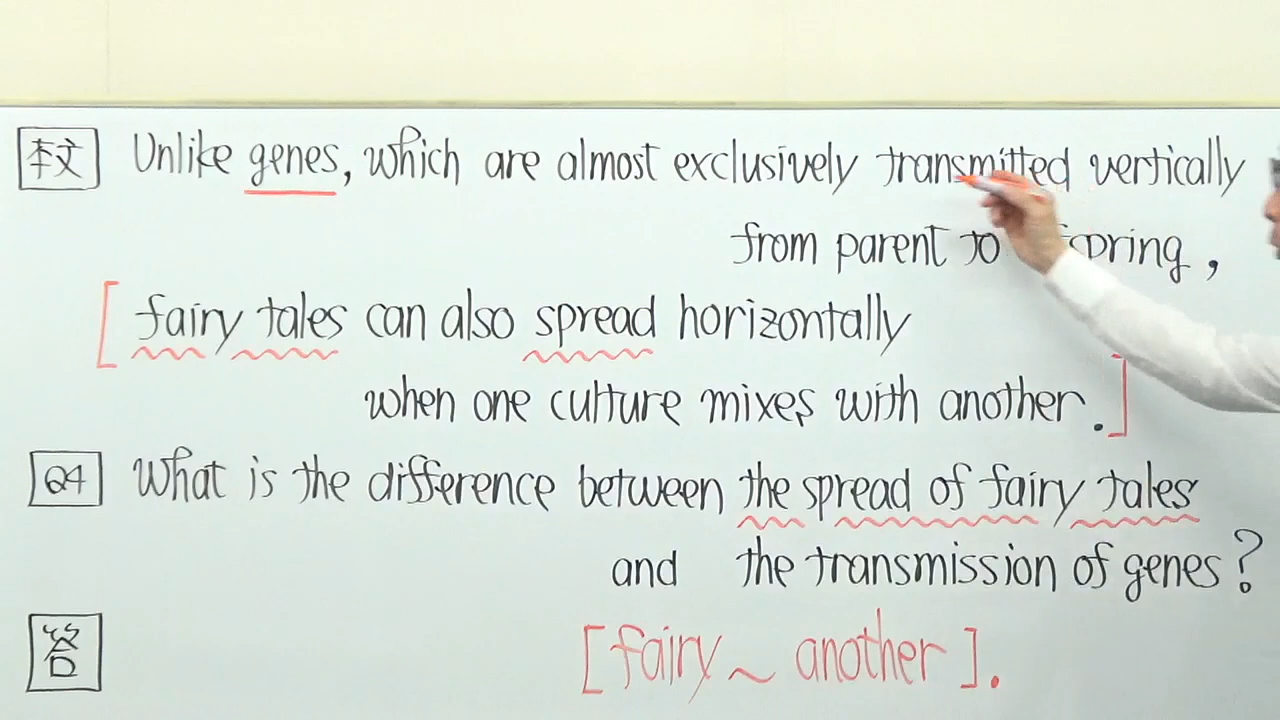 本文 Unlike genes, which are almost exclusively transmitted vertically
from parent to spring,
[fairy tales can also spread horizontally
when one culture mixes with another.]
Q4 What is the difference between the spread of fairy tales
and the transmission of genes?
答 [fairy ~ another].